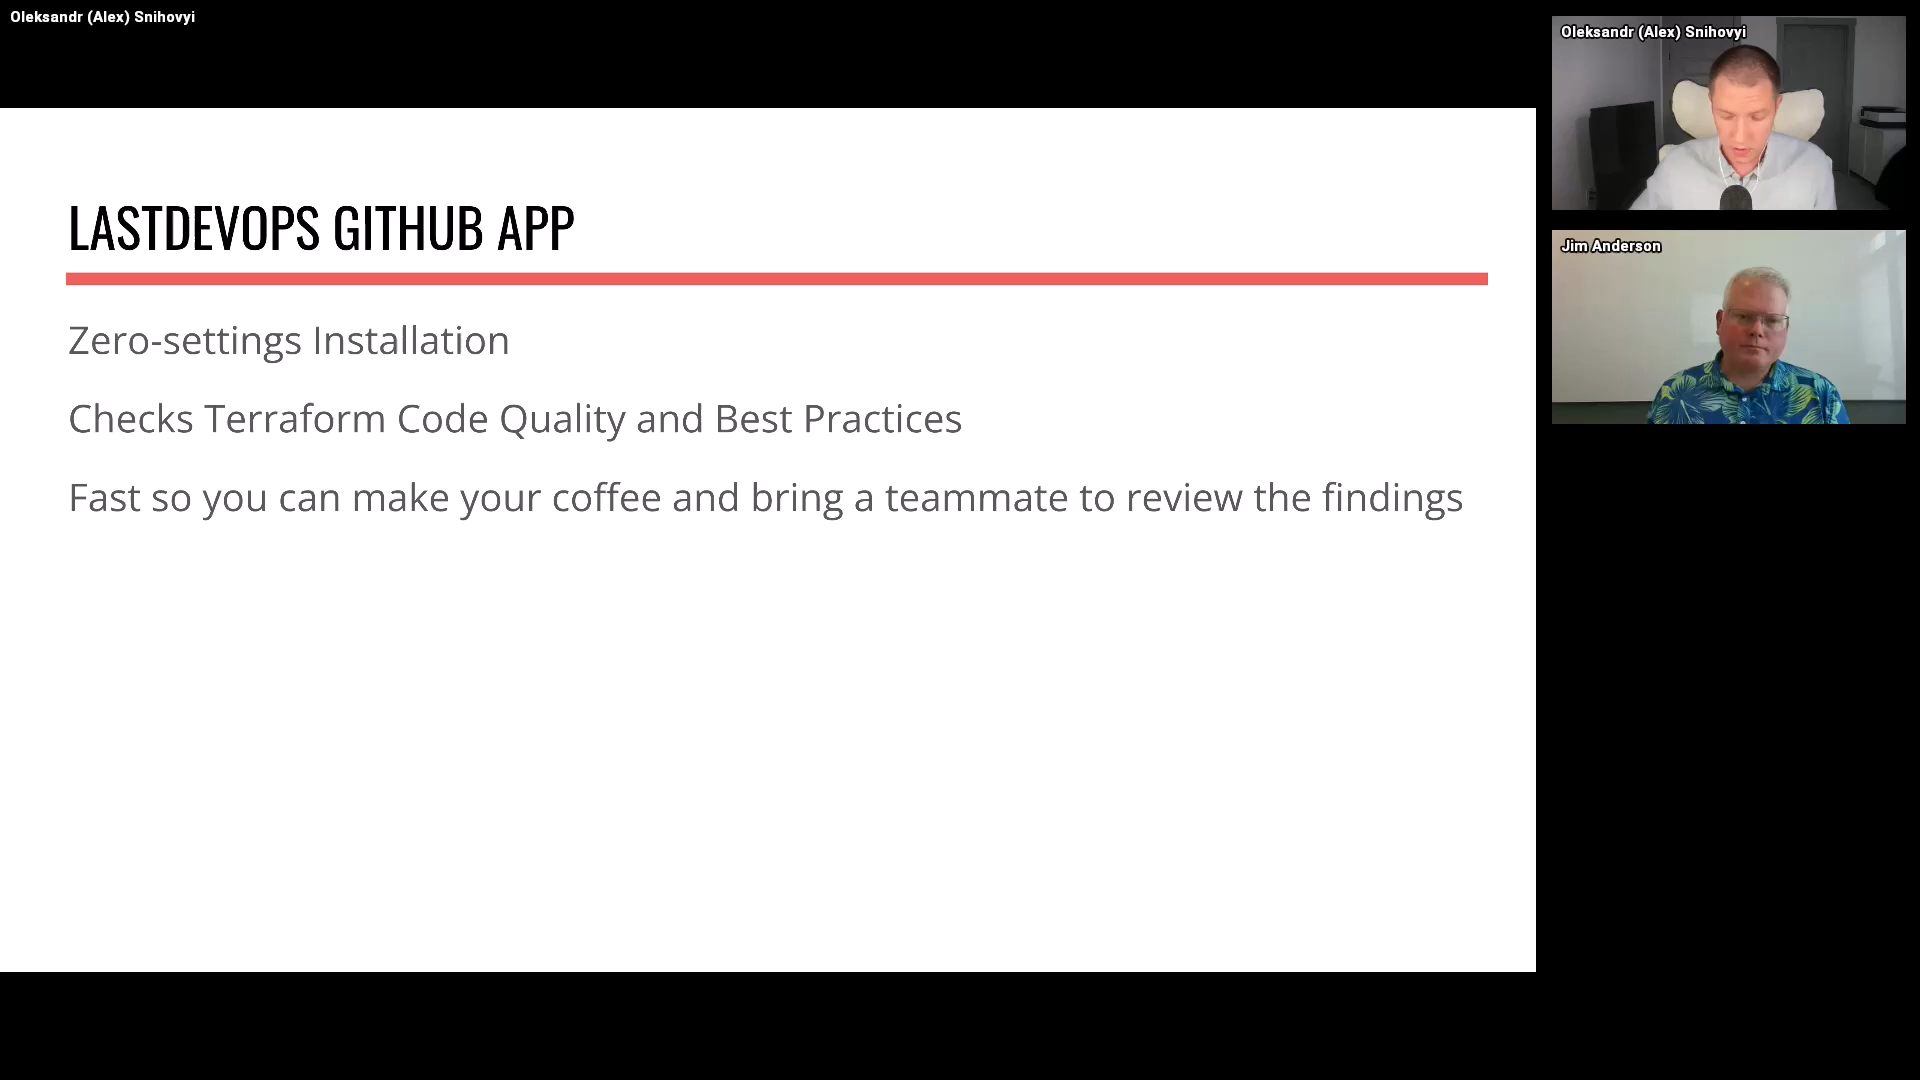 Oleksandr (Alex) Snihovyi
LASTDEVOPS GITHUB APP
Zero-settings Installation
Checks Terraform Code Quality and Best Practices
Fast so you can make your coffee and bring a teammate to review the findings
Oleksandr (Alex) Snihovyi
Jim Anderson